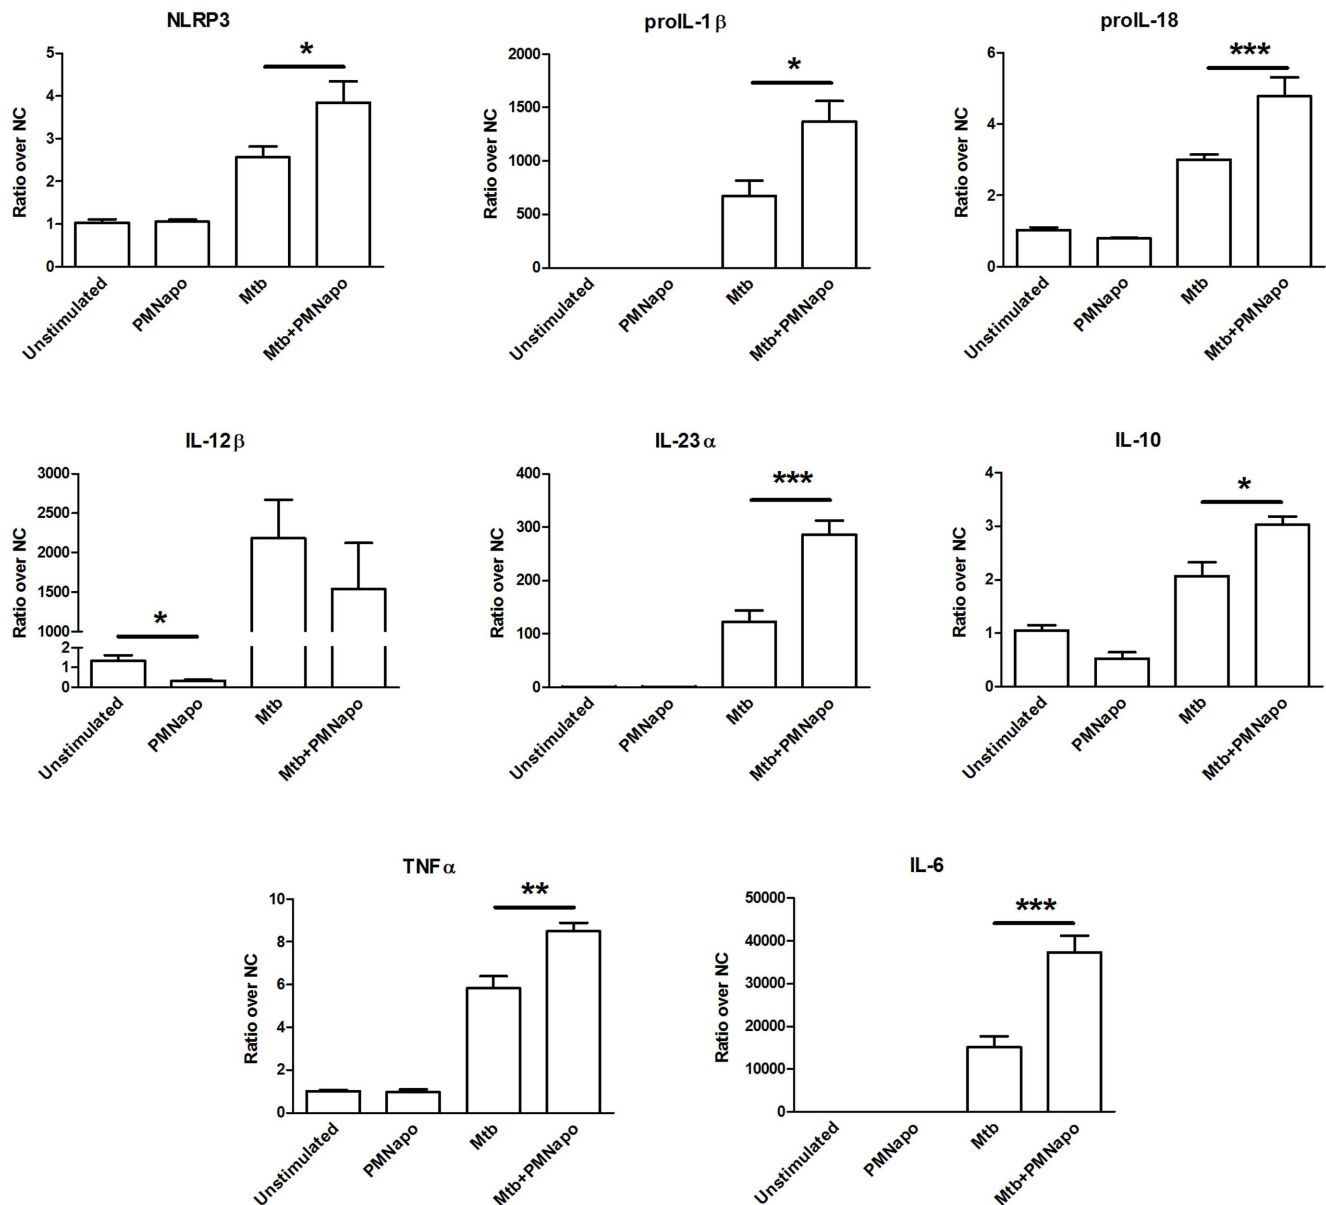 NLRP3
*
Ratio over NC
5
4
3
2
1
0
Unstimulated
PMNapo
Mtb
Mtb+PMNapo
proIL-1β
*
Ratio over NC
2000
1500
1000
500
0
Unstimulated
PMNapo
Mtb
Mtb+PMNapo
proIL-18
***
Ratio over NC
6
4
2
0
Unstimulated
PMNapo
Mtb
Mtb+PMNapo
IL-12β
*
Ratio over NC
3000
2500
2000
1500
1000
2
1
0
Unstimulated
PMNapo
Mtb
Mtb+PMNapo
IL-23α
***
Ratio over NC
400
300
200
100
0
Unstimulated
PMNapo
Mtb
Mtb+PMNapo
IL-10
*
Ratio over NC
4
3
2
1
0
Unstimulated
PMNapo
Mtb
Mtb+PMNapo
TNFα
**
Ratio over NC
10
8
6
4
2
0
Unstimulated
PMNapo
Mtb
Mtb+PMNapo
IL-6
***
Ratio over NC
50000
40000
30000
20000
10000
0
Unstimulated
PMNapo
Mtb
Mtb+PMNapo